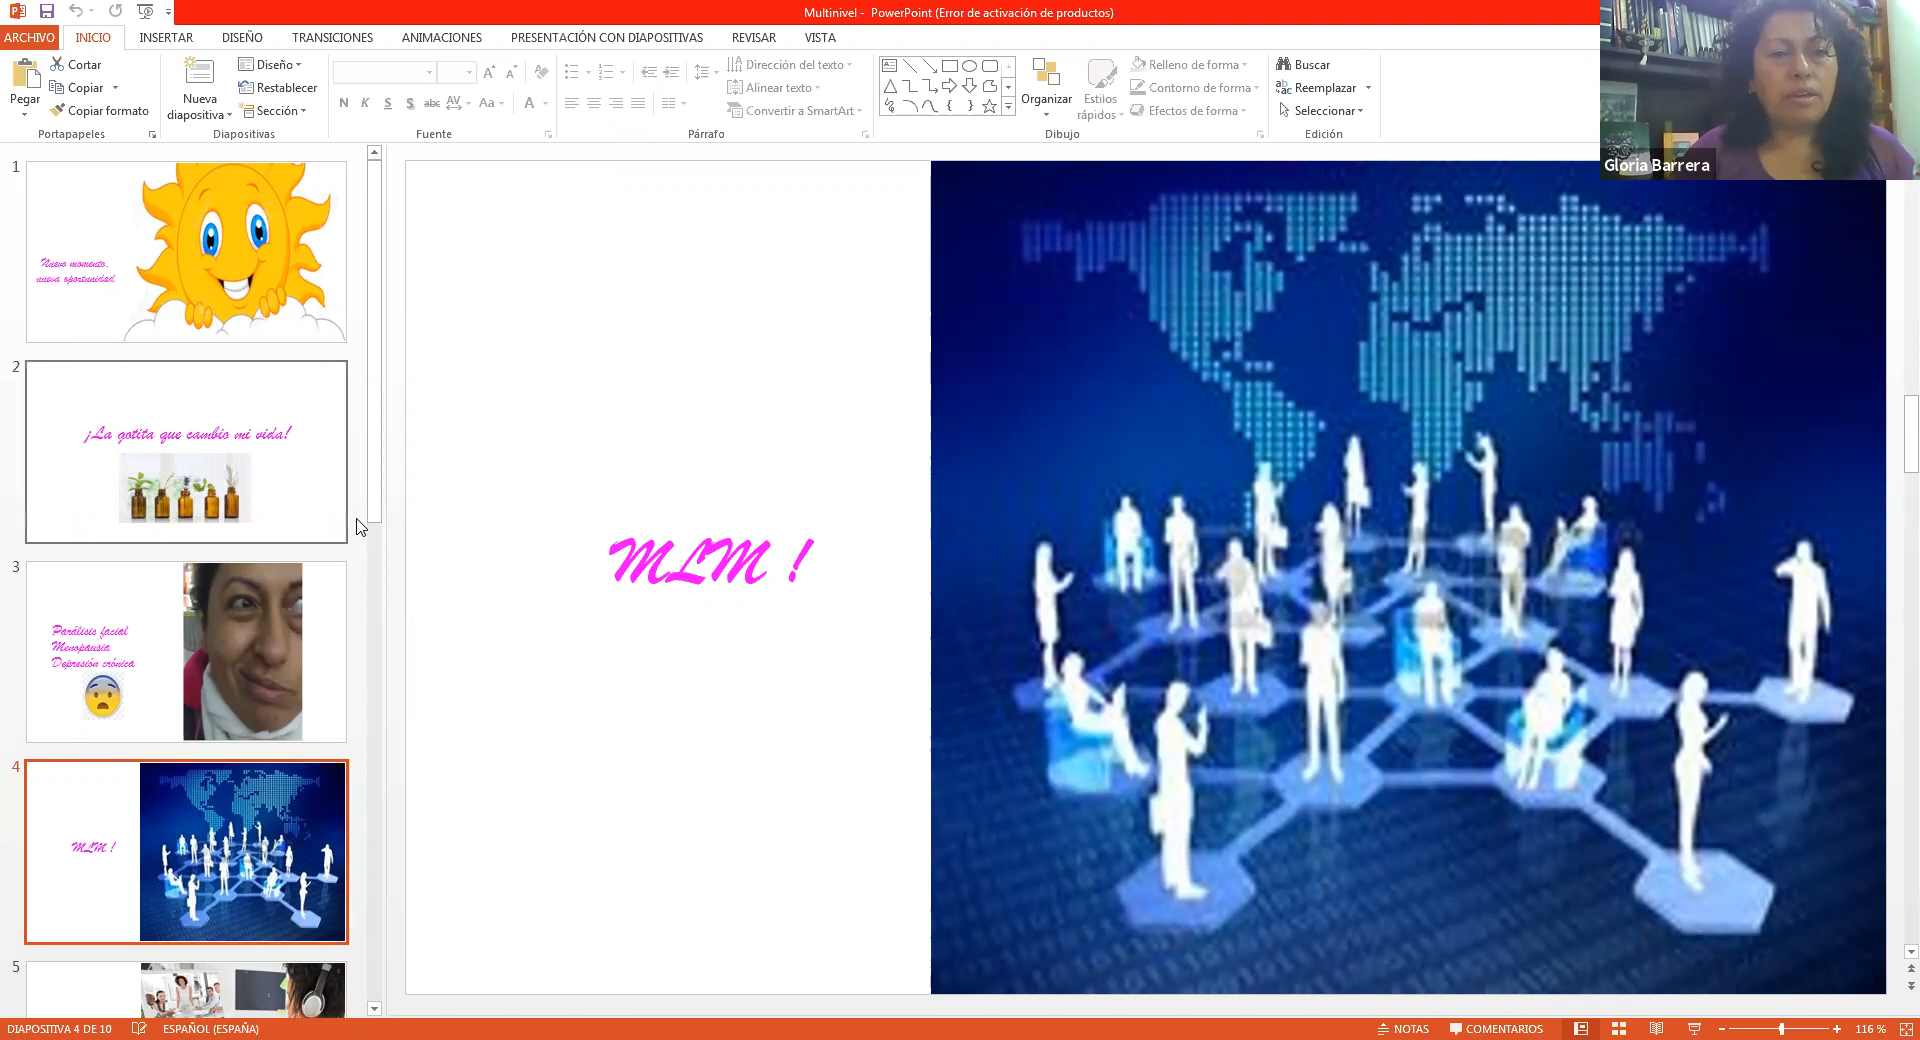 Multinivel - PowerPoint (Error de activación de productos)
ARCHIVO INICIO INSERTAR DISEÑO TRANSICIONES ANIMACIONES PRESENTACIÓN CON DIAPOSITIVAS REVISAR VISTA
Pegar
Cortar
Copiar
Copiar formato
Portapapeles
Nueva
diapositiva
Diseño
Restablecer
Sección
Diapositivas
N K S S abc AV Aa A
Fuente
Dirección del texto
Alinear texto
Convertir a SmartArt
Párrafo
Organizar
Estilos
rápidos
Relleno de forma
Contorno de forma
Efectos de forma
Dibujo
Buscar
Reemplazar
Seleccionar
Edición
Gloria Barrera
1
Nuevo momento,
nueva oportunidad
2
¡La gotita que cambio mi vida!
3
Parálisis facial
Menopausia
Depresión crónica
4
MLM !
5
MLM !
DIAPOSITIVA 4 DE 10 ESPAÑOL (ESPAÑA) NOTAS COMENTARIOS 116 %